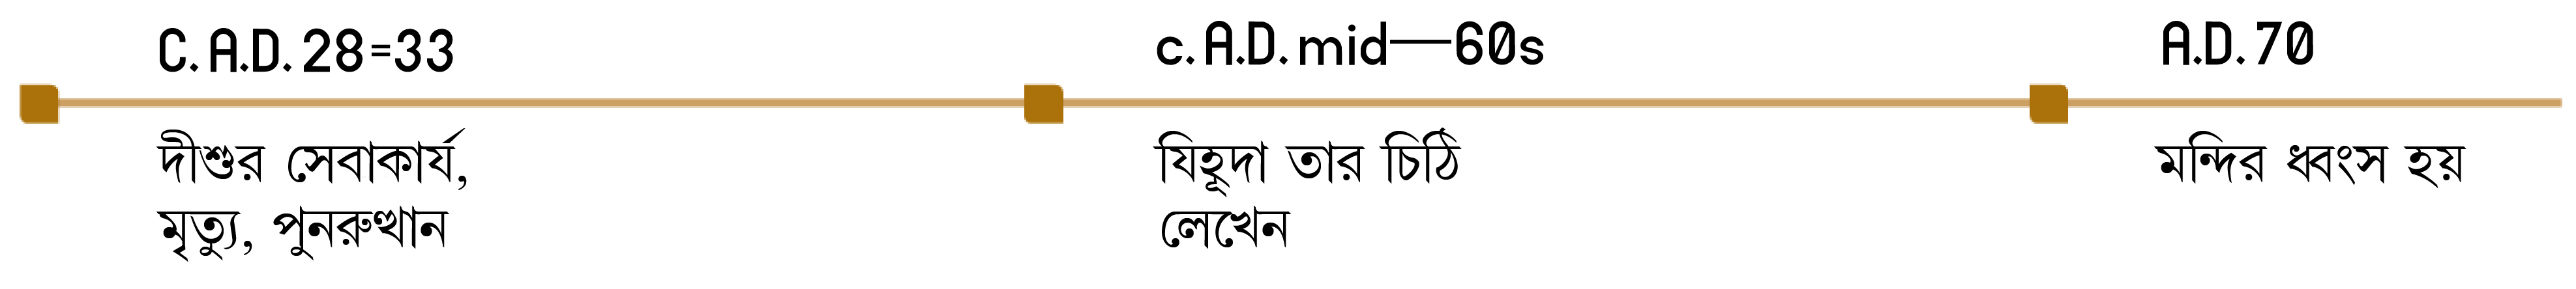 C. A.D. 28=33
দীশুর সেবাকার্য,
মৃত্যু, পুনরুত্থান
c. A.D. mid—60s
যিহূদা তার চিঠি
লেখেন
A.D. 70
মন্দির ধ্বংস হয়